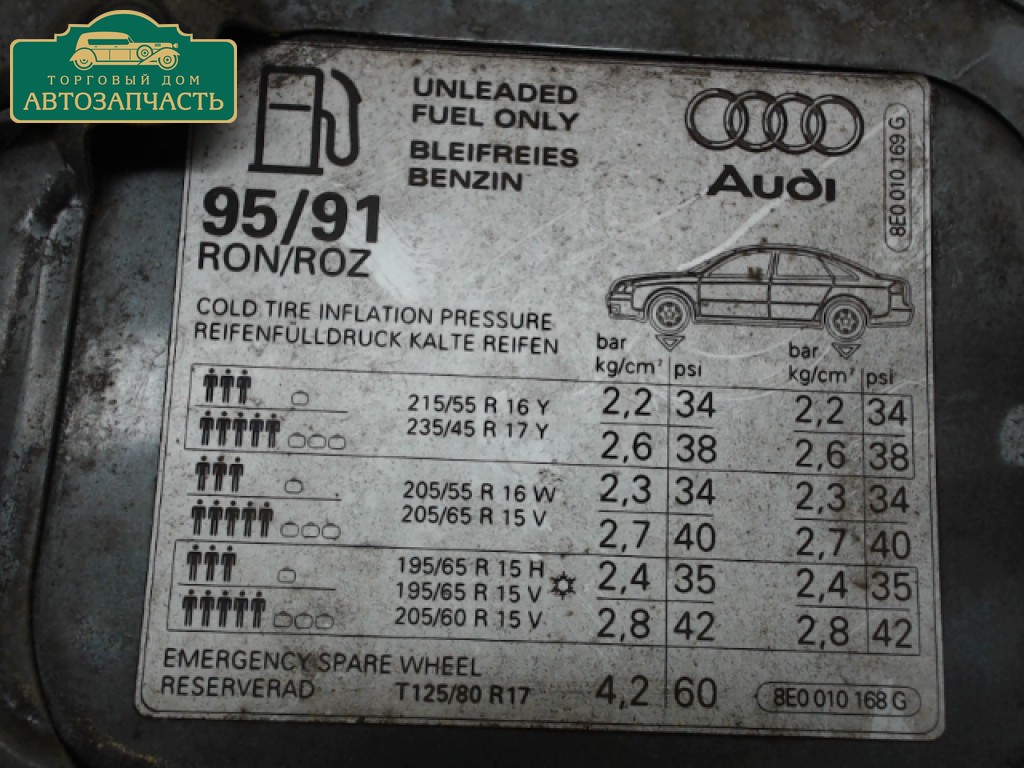 ТОРГОВЫЙ ДОМ
АВТОЗАПЧАСТЬ
UNLEADED
FUEL ONLY
BLEIFREIES
BENZIN
95/91
RON/ROZ
Audi
8E0 010 169 G
COLD TIRE INFLATION PRESSURE
REIFENFÜLLDRUCK KALTE REIFEN
bar
kg/cm² psi
bar
kg/cm² psi
215/55 R 16 Y 2,2 34 2,2 34
235/45 R 17 Y 2,6 38 2,6 38
205/55 R 16 W 2,3 34 2,3 34
205/65 R 15 V 2,7 40 2,7 40
195/65 R 15 H 2,4 35 2,4 35
195/65 R 15 V
205/60 R 15 V 2,8 42 2,8 42
EMERGENCY SPARE WHEEL
RESERVERAD T125/80 R17 4,2 60 8E0 010 168 G